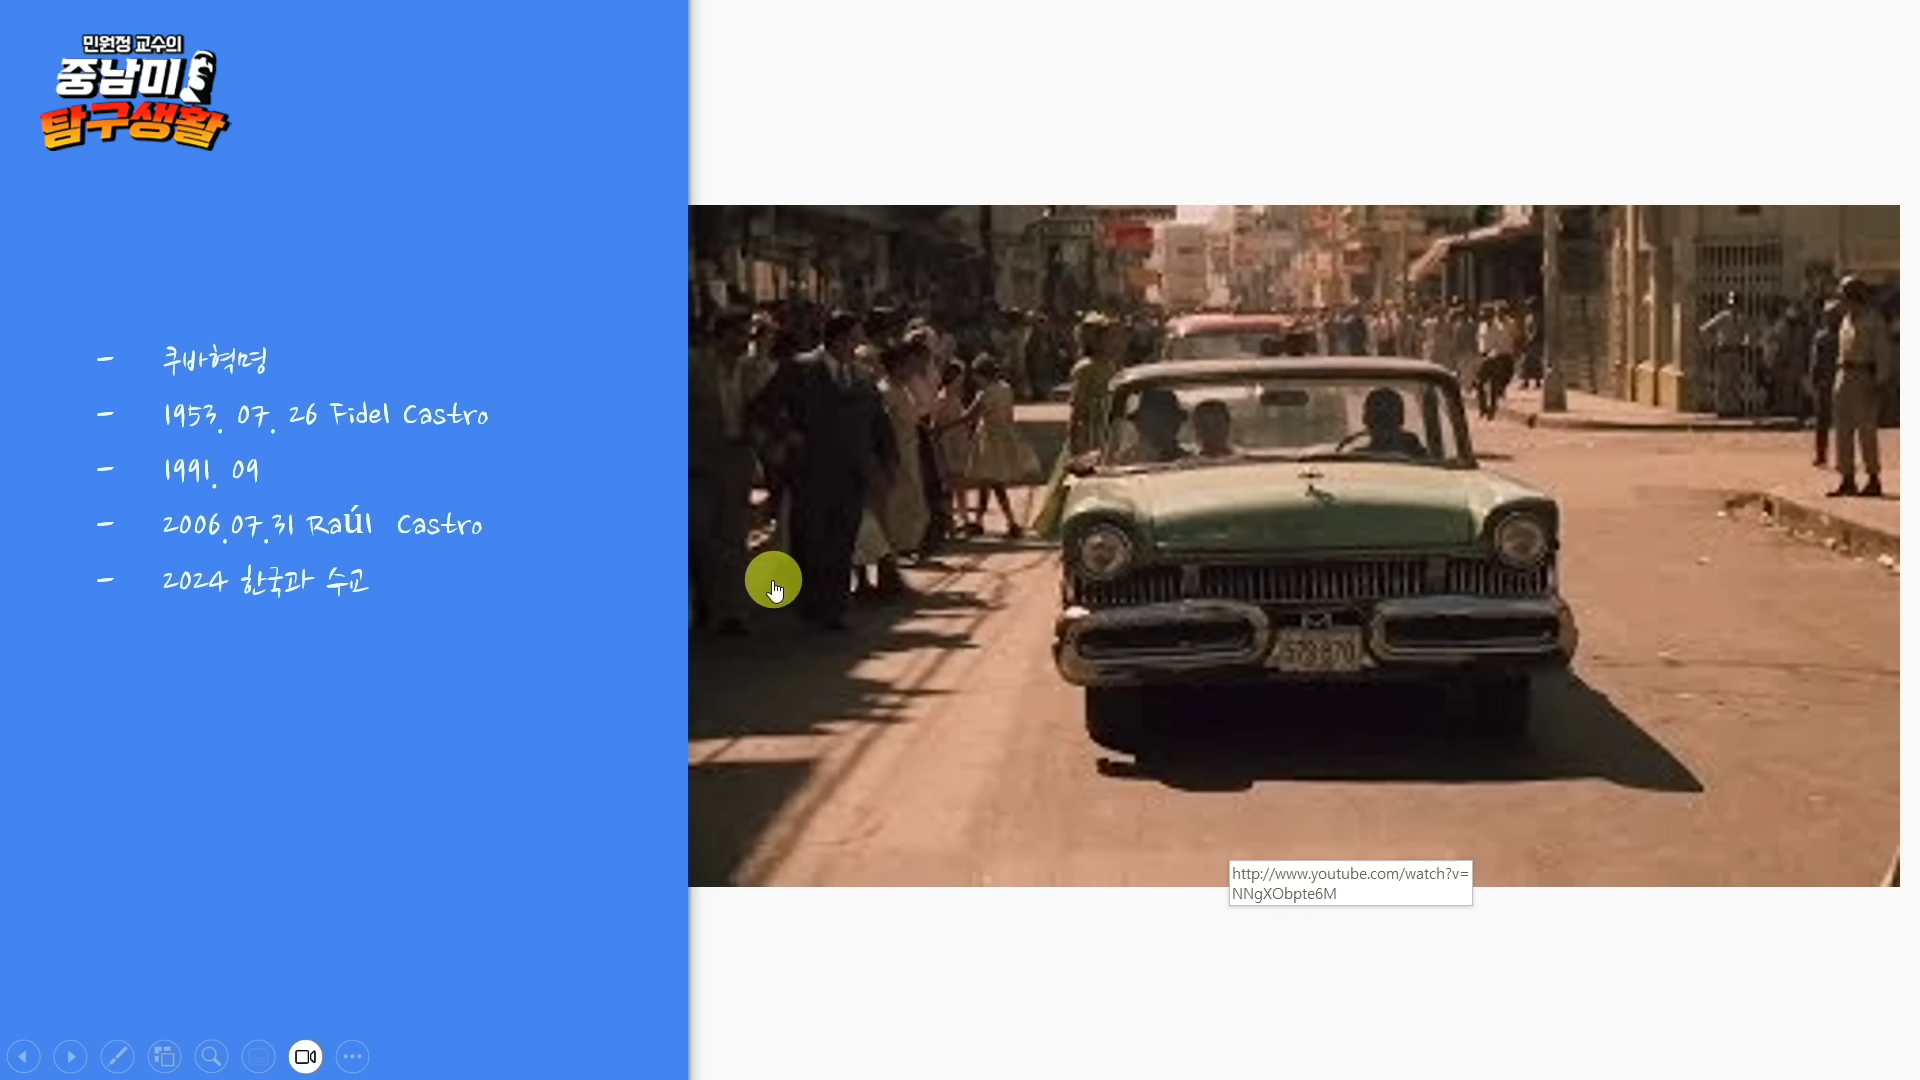 민원정 교수의
중남미
탐구생활
- 쿠바혁명
- 1953. 07. 26 Fidel Castro
- 1991. 09
- 2006.07.31 Raúl Castro
- 2024 한국과 수교
http://www.youtube.com/watch?v=
NNgXObpte6M